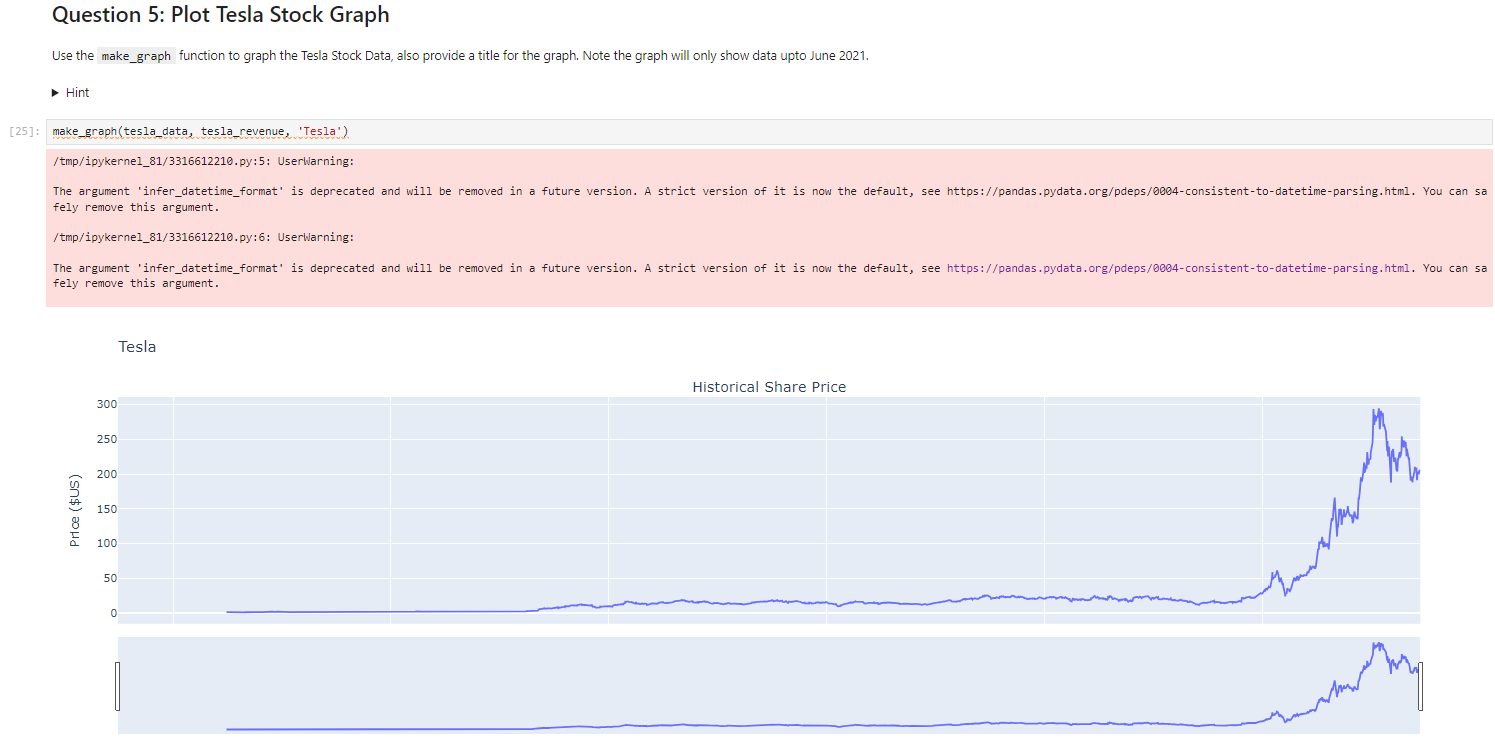 Question 5: Plot Tesla Stock Graph
Use the make_graph function to graph the Tesla Stock Data, also provide a title for the graph. Note the graph will only show data upto June 2021.
Hint
[25]: make_graph(tesla_data, tesla_revenue, 'Tesla')
/tmp/ipykernel_81/3316612210.py:5: UserWarning:
The argument 'infer_datetime_format' is deprecated and will be removed in a future version. A strict version of it is now the default, see https://pandas.pydata.org/pdeps/0004-consistent-to-datetime-parsing.html. You can sa
fely remove this argument.
/tmp/ipykernel_81/3316612210.py:6: UserWarning:
The argument 'infer_datetime_format' is deprecated and will be removed in a future version. A strict version of it is now the default, see https://pandas.pydata.org/pdeps/0004-consistent-to-datetime-parsing.html. You can sa
fely remove this argument.
Tesla
Historical Share Price
300
250
200
150
100
50
0
Price ($US)